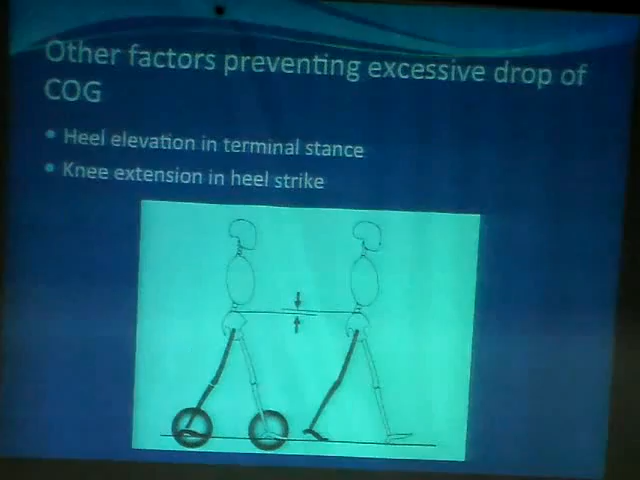 Other factors preventing excessive drop of
COG
• Heel elevation in terminal stance
• Knee extension in heel strike